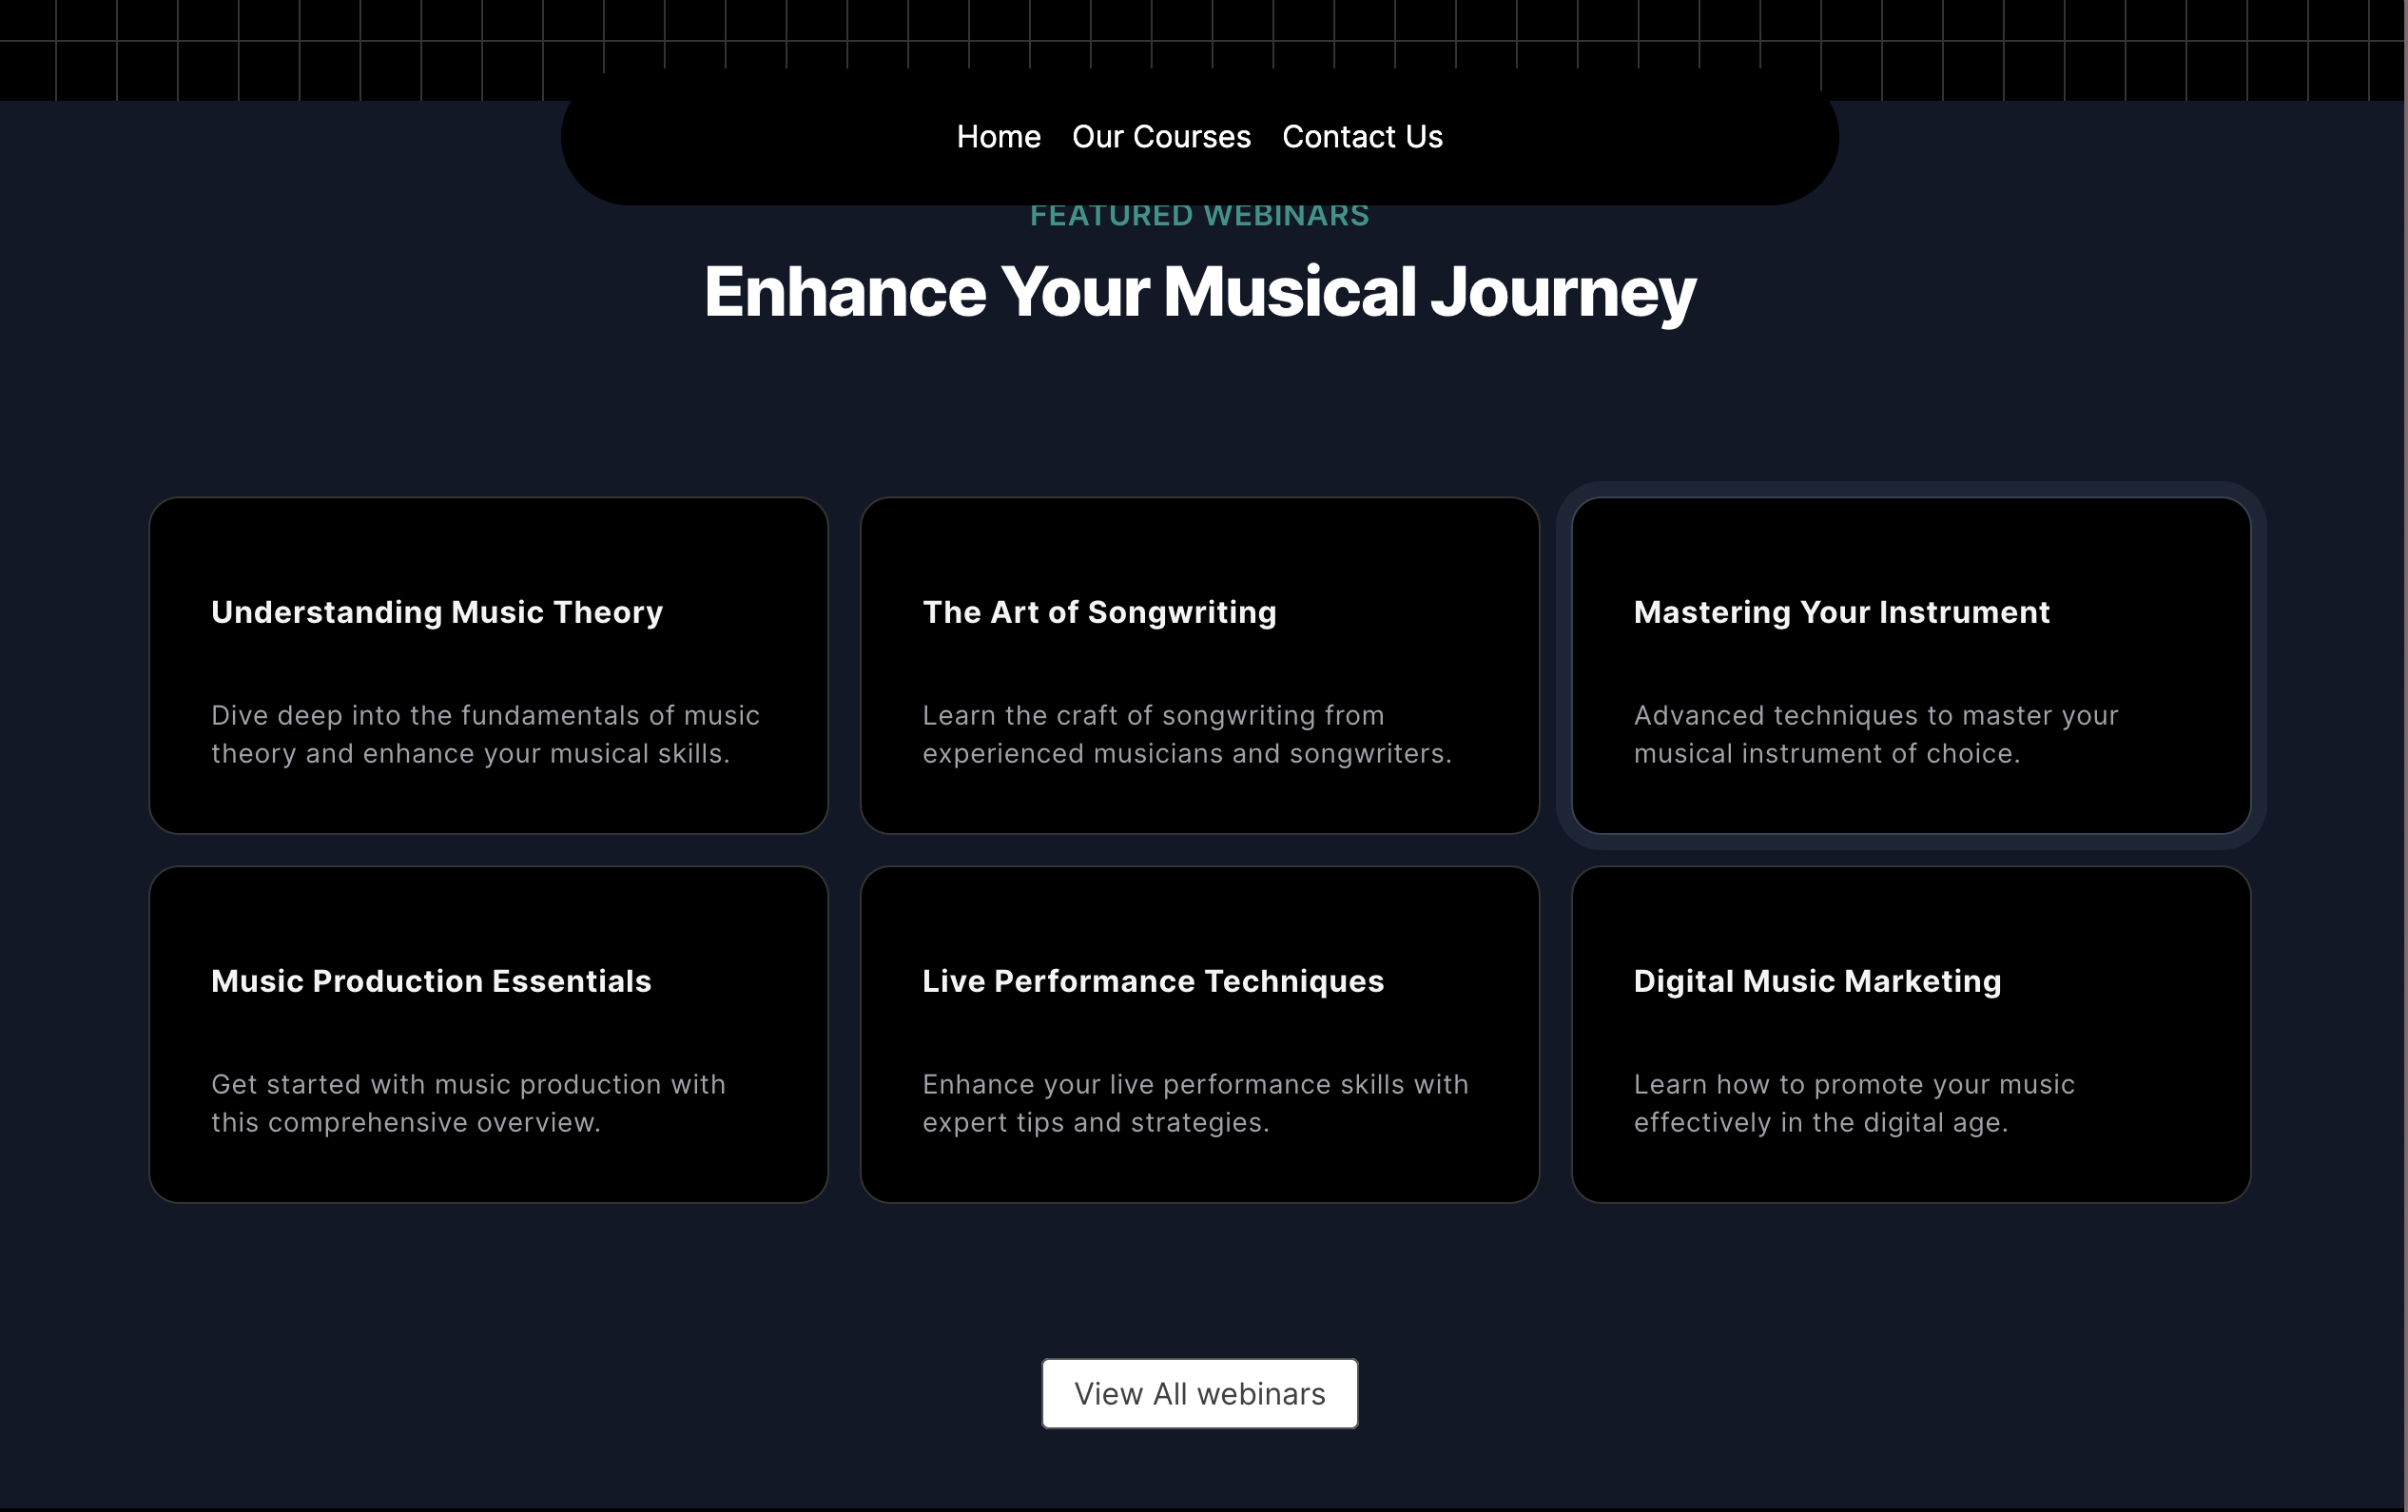 Home Our Courses Contact Us
FEATURED WEBINARS
Enhance Your Musical Journey
Understanding Music Theory
Dive deep into the fundamentals of music
theory and enhance your musical skills.
The Art of Songwriting
Learn the craft of songwriting from
experienced musicians and songwriters.
Mastering Your Instrument
Advanced techniques to master your
musical instrument of choice.
Music Production Essentials
Get started with music production with
this comprehensive overview.
Live Performance Techniques
Enhance your live performance skills with
expert tips and strategies.
Digital Music Marketing
Learn how to promote your music
effectively in the digital age.
View All webinars